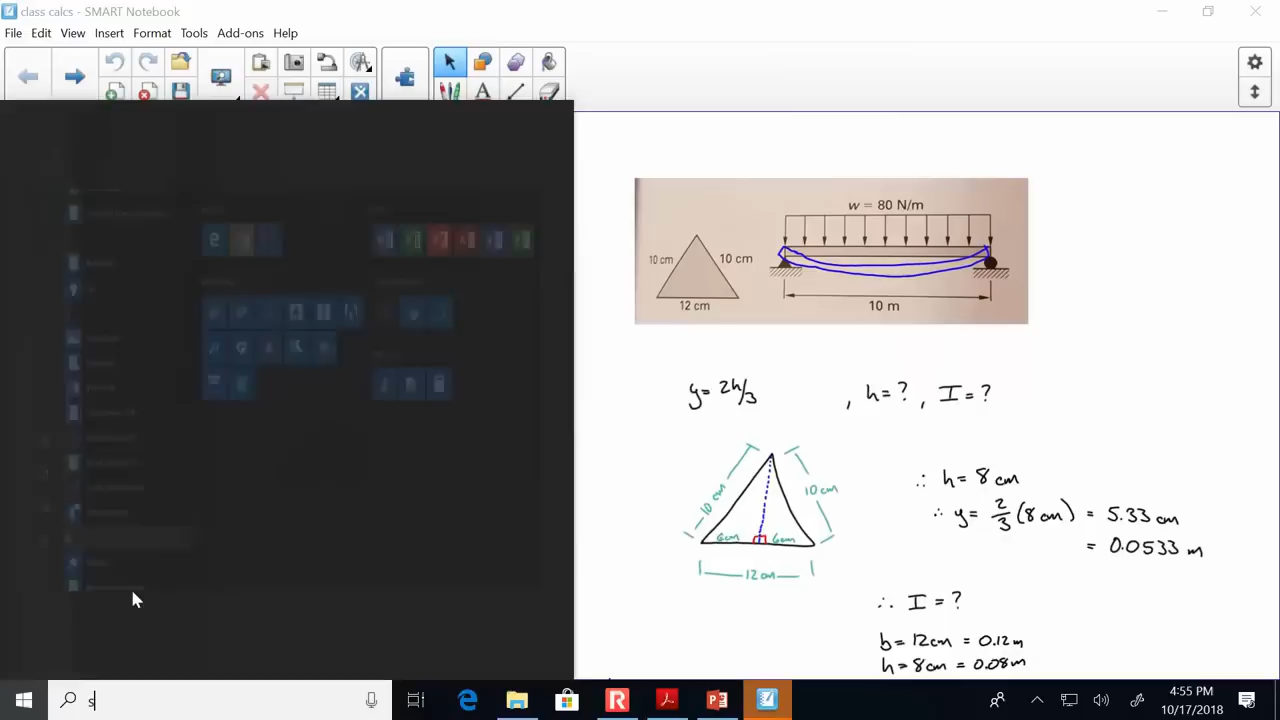 class calcs - SMART Notebook
File Edit View Insert Format Tools Add-ons Help
w = 80 N/m
10 cm
10 cm
12 cm
10 m
y = 2h/3 , h = ? , I = ?
10 cm
10 cm
6cm
6cm
12 cm
∴ h = 8 cm
∴ y = 2/3 (8 cm) = 5.33 cm
= 0.0533 m
∴ I = ?
b = 12cm = 0.12m
h = 8cm = 0.08m
s
4:55 PM
10/17/2018